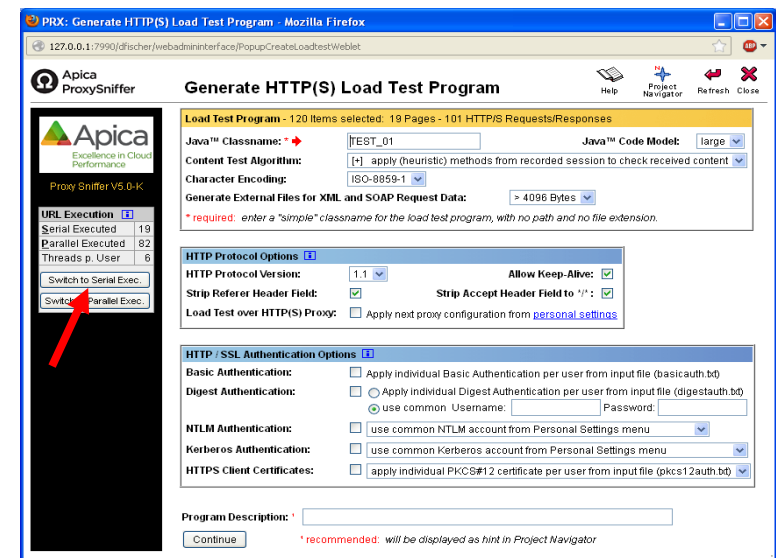 PRX: Generate HTTP(S) Load Test Program - Mozilla Firefox
127.0.0.1:7990/dfischer/webadmininterface/PopupCreateLoadtestWeblet
ABP
Apica
ProxySniffer
Generate HTTP(S) Load Test Program
Help
Project
Navigator
Refresh
Close
Apica
Excellence in Cloud
Performance
Proxy Sniffer V5.0-K
URL Execution
Serial Executed 19
Parallel Executed 82
Threads p. User 6
Switch to Serial Exec.
Switch Parallel Exec.
Load Test Program - 120 Items selected: 19 Pages - 101 HTTP/S Requests/Responses
Java™ Classname: * TEST_01 Java™ Code Model: large
Content Test Algorithm: [+] apply (heuristic) methods from recorded session to check received content
Character Encoding: ISO-8859-1
Generate External Files for XML and SOAP Request Data: > 4096 Bytes
* required: enter a "simple" classname for the load test program, with no path and no file extension.
HTTP Protocol Options
HTTP Protocol Version: 1.1 Allow Keep-Alive:
Strip Referer Header Field: Strip Accept Header Field to */* :
Load Test over HTTP(S) Proxy: Apply next proxy configuration from personal settings
HTTP / SSL Authentication Options
Basic Authentication: Apply individual Basic Authentication per user from input file (basicauth.txt)
Digest Authentication: Apply individual Digest Authentication per user from input file (digestauth.txt)
use common Username: Password:
NTLM Authentication: use common NTLM account from Personal Settings menu
Kerberos Authentication: use common Kerberos account from Personal Settings menu
HTTPS Client Certificates: apply individual PKCS#12 certificate per user from input file (pkcs12auth.txt)
Program Description: *
Continue
* recommended: will be displayed as hint in Project Navigator